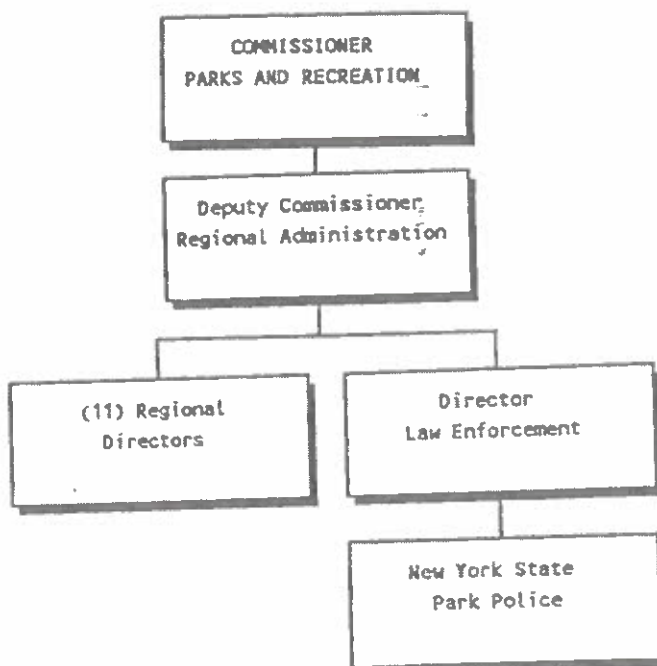 COMMISSIONER
PARKS AND RECREATION
Deputy Commissioner
Regional Administration
(11) Regional
Directors
Director
Law Enforcement
New York State
Park Police